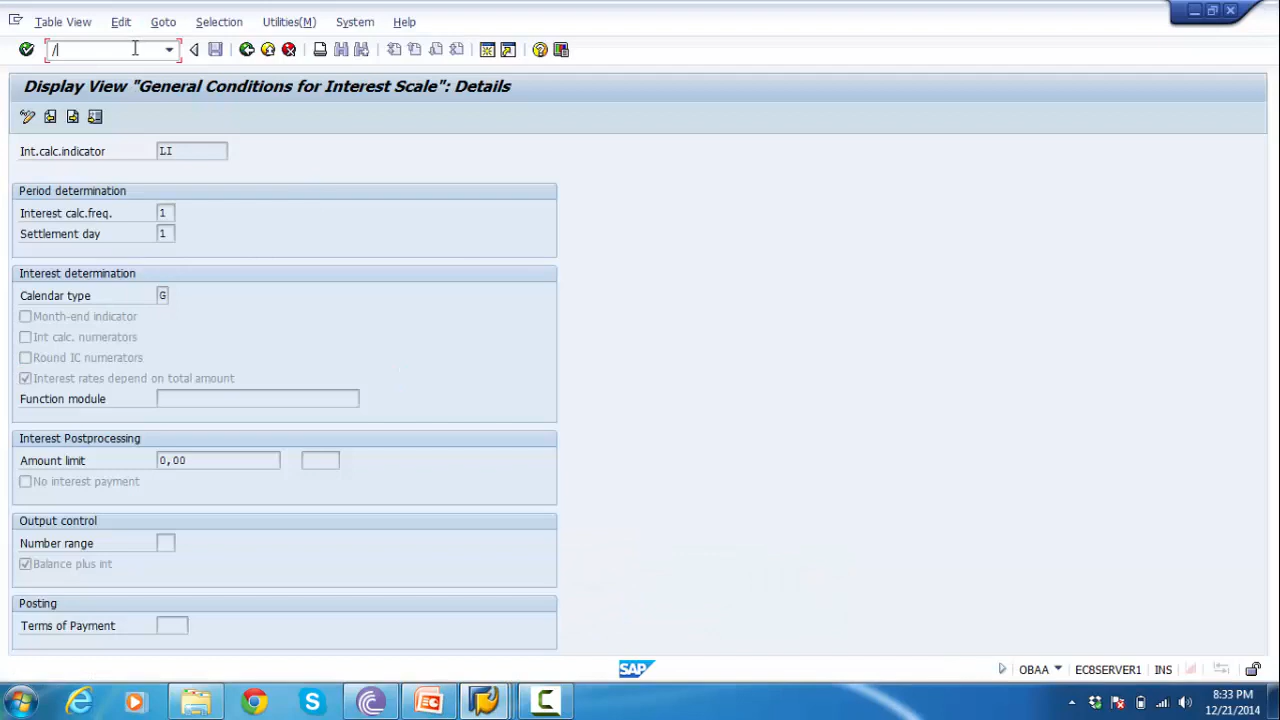 Table View Edit Goto Selection Utilities(M) System Help
/
Display View "General Conditions for Interest Scale": Details
Int.calc.indicator LI
Period determination
Interest calc.freq. 1
Settlement day 1
Interest determination
Calendar type G
Month-end indicator
Int calc. numerators
Round IC numerators
Interest rates depend on total amount
Function module
Interest Postprocessing
Amount limit 0,00
No interest payment
Output control
Number range
Balance plus int
Posting
Terms of Payment
SAP
OBAA EC8SERVER1 INS
8:33 PM
12/21/2014